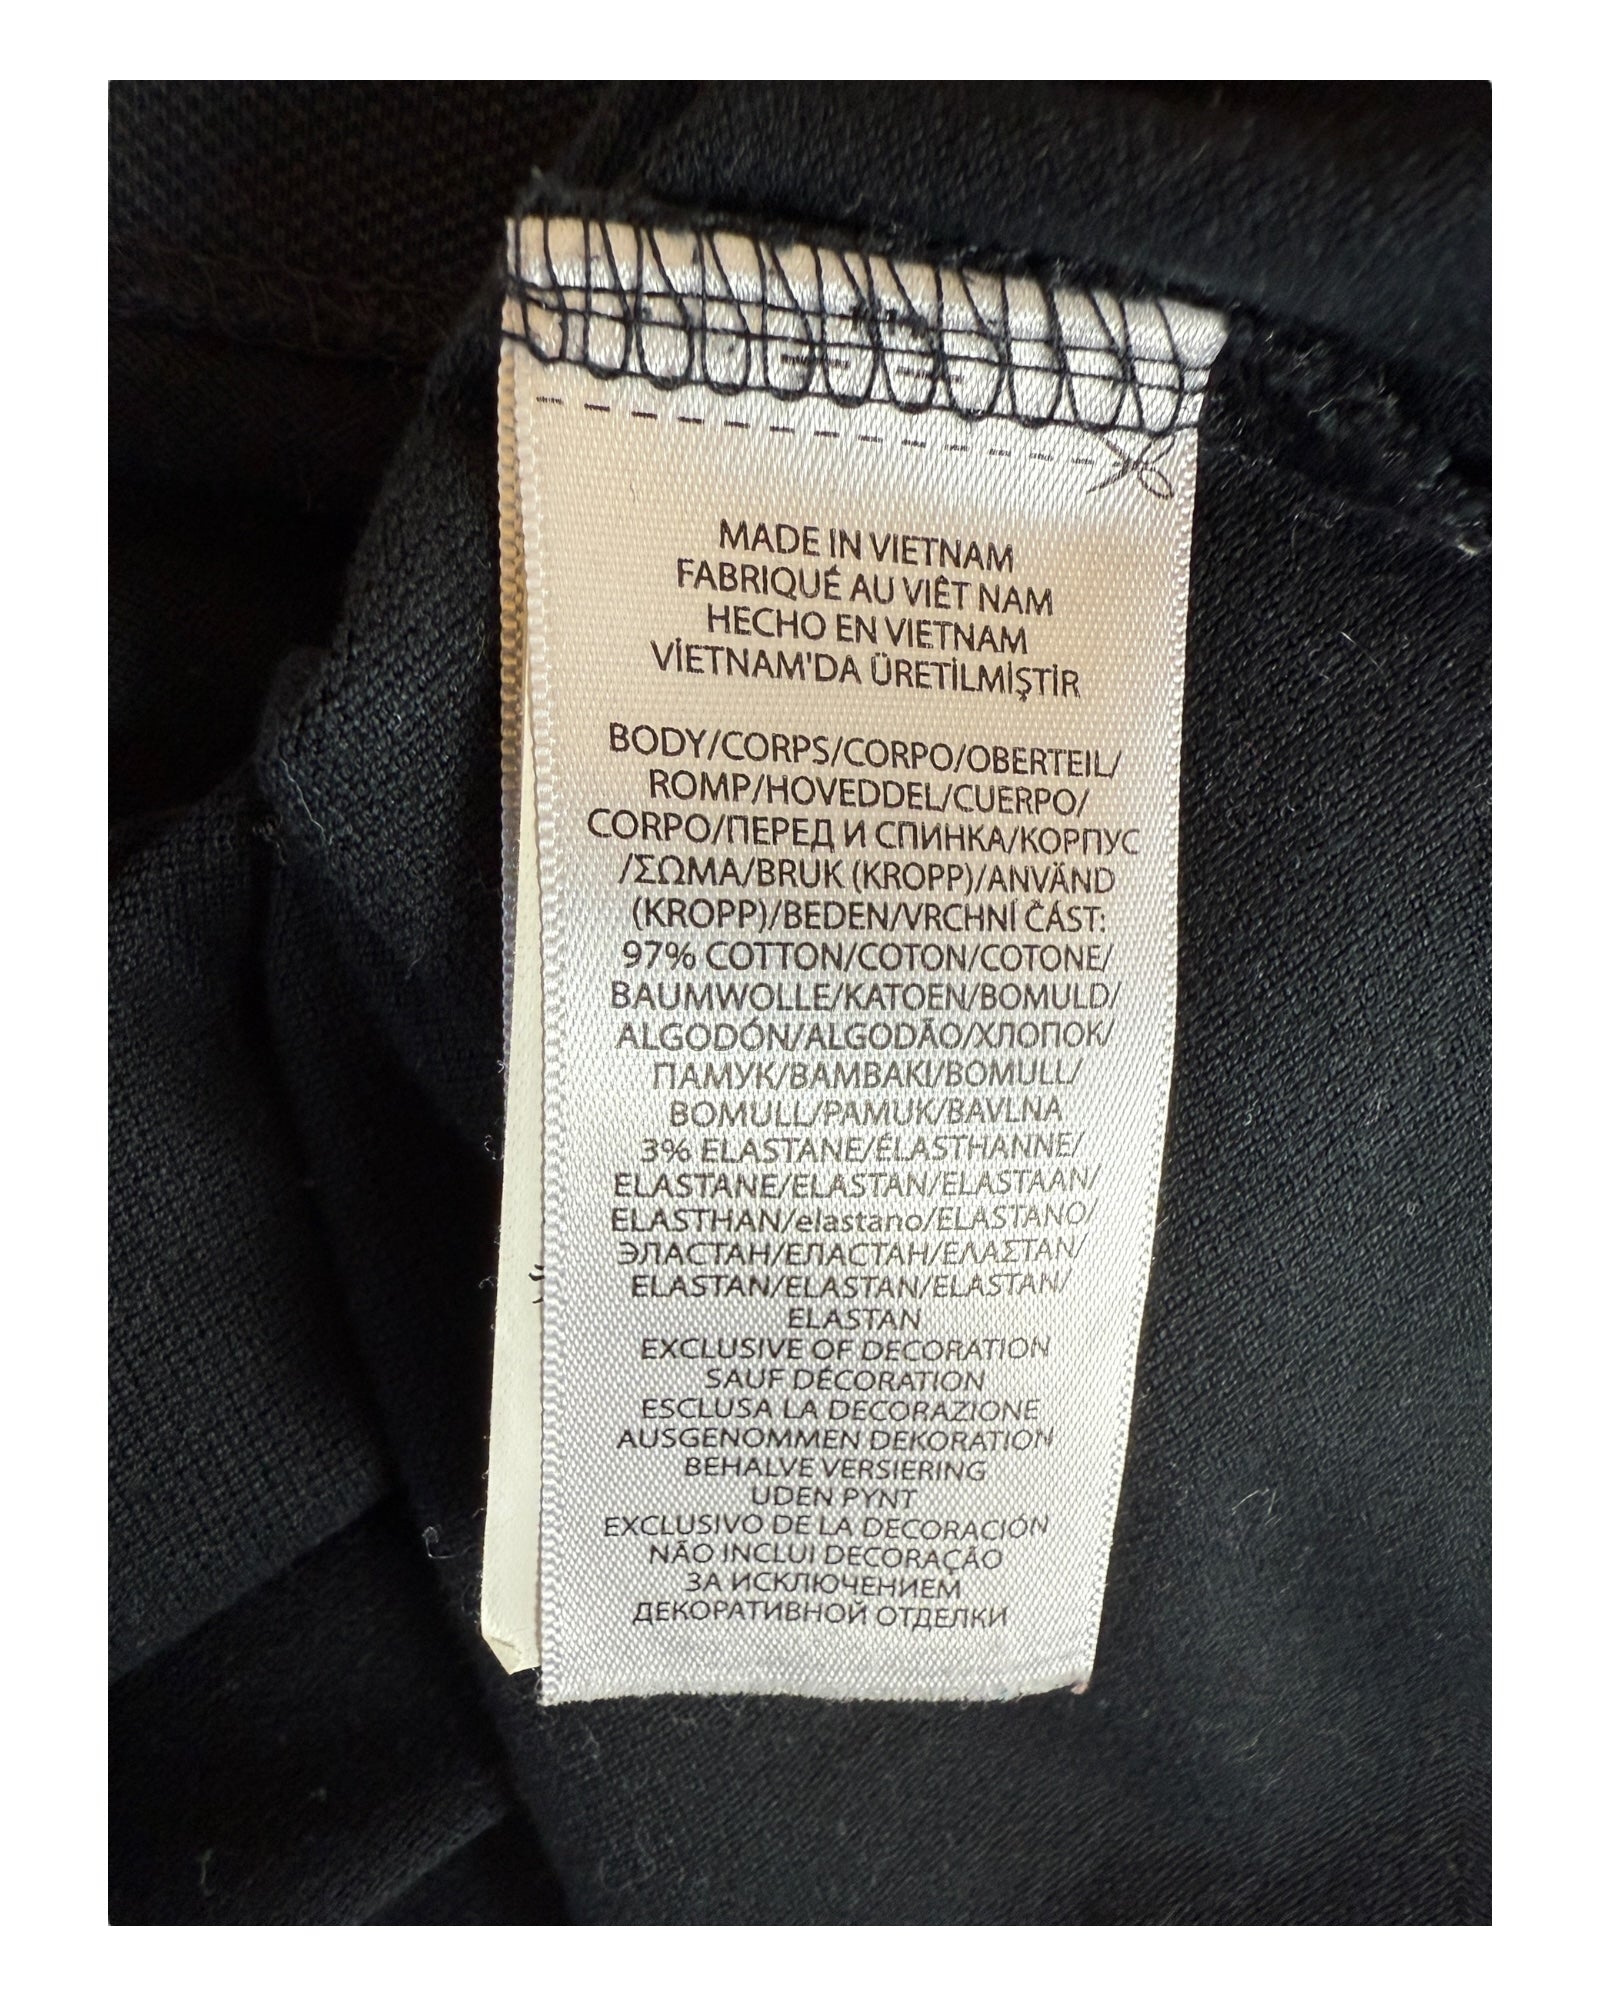 MADE IN VIETNAM
FABRIQUÉ AU VIÊT NAM
HECHO EN VIETNAM
VİETNAM'DA ÜRETİLMİŞTİR
BODY/CORPS/CORPO/OBERTEIL/
ROMP/HOVEDDEL/CUERPO/
CORPO/ПЕРЕД И СПИНКА/КОРПУС
/ΣΩΜΑ/BRUK (KROPP)/ANVÄND
(KROPP)/BEDEN/VRCHNÍ ČÁST:
97% COTTON/COTON/COTONE/
BAUMWOLLE/KATOEN/BOMULD/
ALGODÓN/ALGODÃO/ХЛОПОК/
ПАМУК/ΒΑΜΒΑΚΙ/BOMULL/
BOMULL/PAMUK/BAVLNA
3% ELASTANE/ÉLASTHANNE/
ELASTANE/ELASTAN/ELASTAAN/
ELASTHAN/elastano/ELASTANO/
ЭЛАСТАН/ЕЛАСТАН/ΕΛΑΣΤΑΝ/
ELASTAN/ELASTAN/ELASTAN/
ELASTAN
EXCLUSIVE OF DECORATION
SAUF DÉCORATION
ESCLUSA LA DECORAZIONE
AUSGENOMMEN DEKORATION
BEHALVE VERSIERING
UDEN PYNT
EXCLUSIVO DE LA DECORACIÓN
NÃO INCLUI DECORAÇÃO
ЗА ИСКЛЮЧЕНИЕМ
ДЕКОРАТИВНОЙ ОТДЕЛКИ